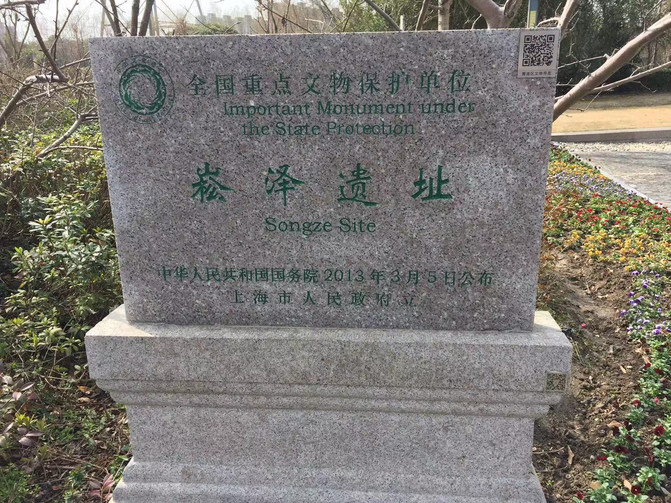 全国重点文物保护单位
Important Monument under
the State Protection
崧泽遗址
Songze Site
中华人民共和国国务院 2013年3月5日公布
上海市人民政府立